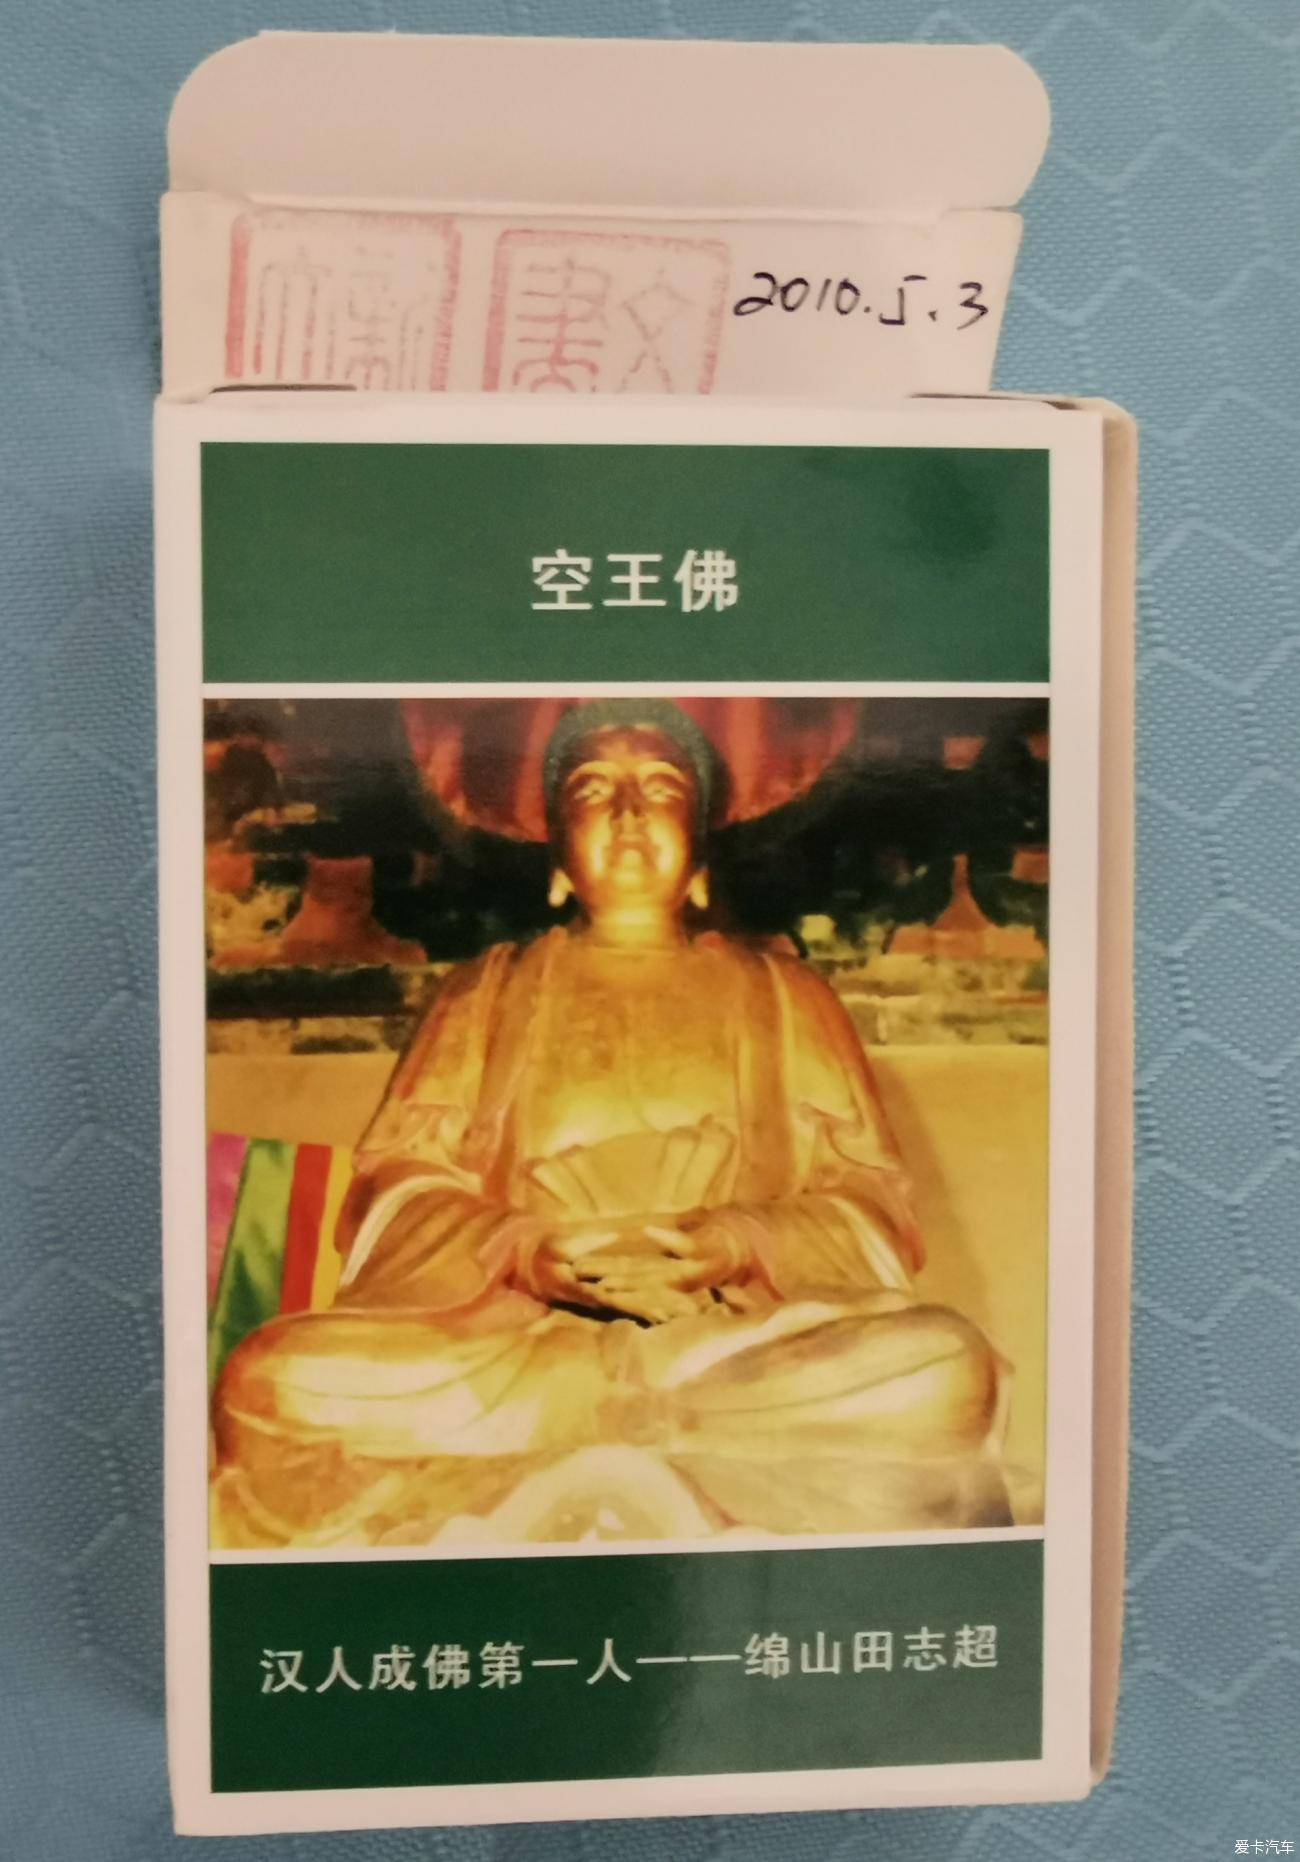 2010.5.3
空王佛
汉人成佛第一人——绵山田志超
爱卡汽车